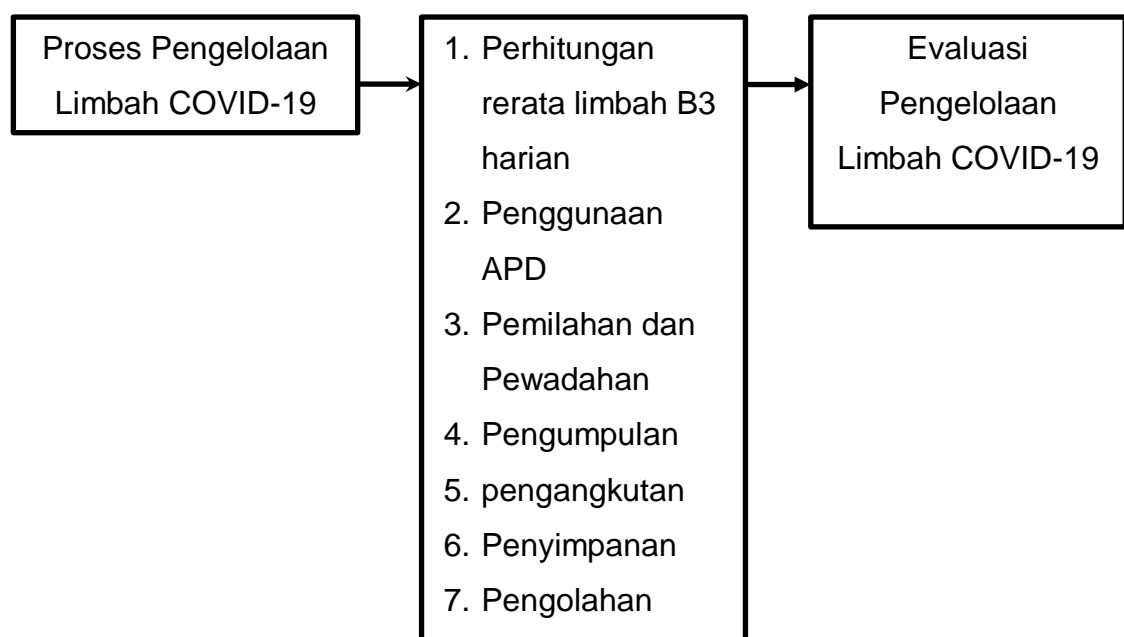 Proses Pengelolaan
Limbah COVID-19
1. Perhitungan
rerata limbah B3
harian
2. Penggunaan
APD
3. Pemilahan dan
Pewadahan
4. Pengumpulan
5. pengangkutan
6. Penyimpanan
7. Pengolahan
Evaluasi
Pengelolaan
Limbah COVID-19